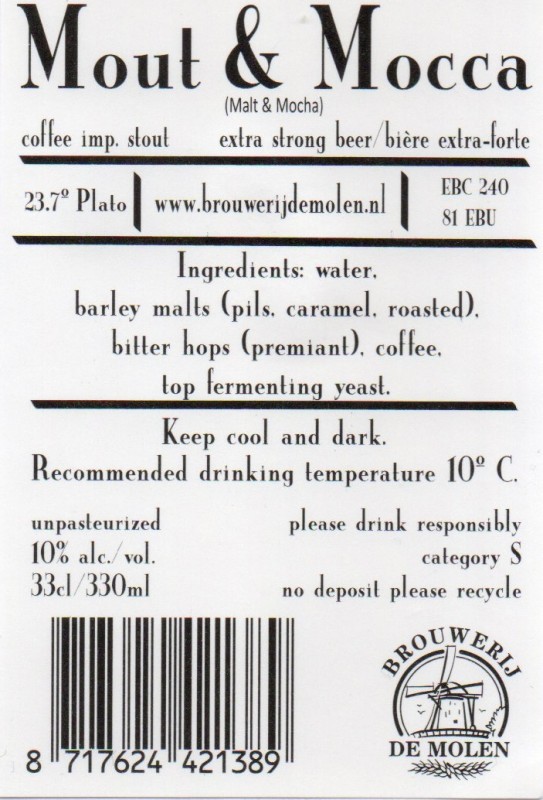 Mout & Mocca
(Malt & Mocha)
coffee imp. stout extra strong beer/bière extra-forte
23.7º Plato www.brouwerijdemolen.nl EBC 240
81 EBU
Ingredients: water,
barley malts (pils, caramel, roasted),
bitter hops (premiant), coffee,
top fermenting yeast.
Keep cool and dark.
Recommended drinking temperature 10º C.
unpasteurized please drink responsibly
10% alc./vol. category S
33cl/330ml no deposit please recycle
BROUWERIJ
DE MOLEN
8 717624 421389